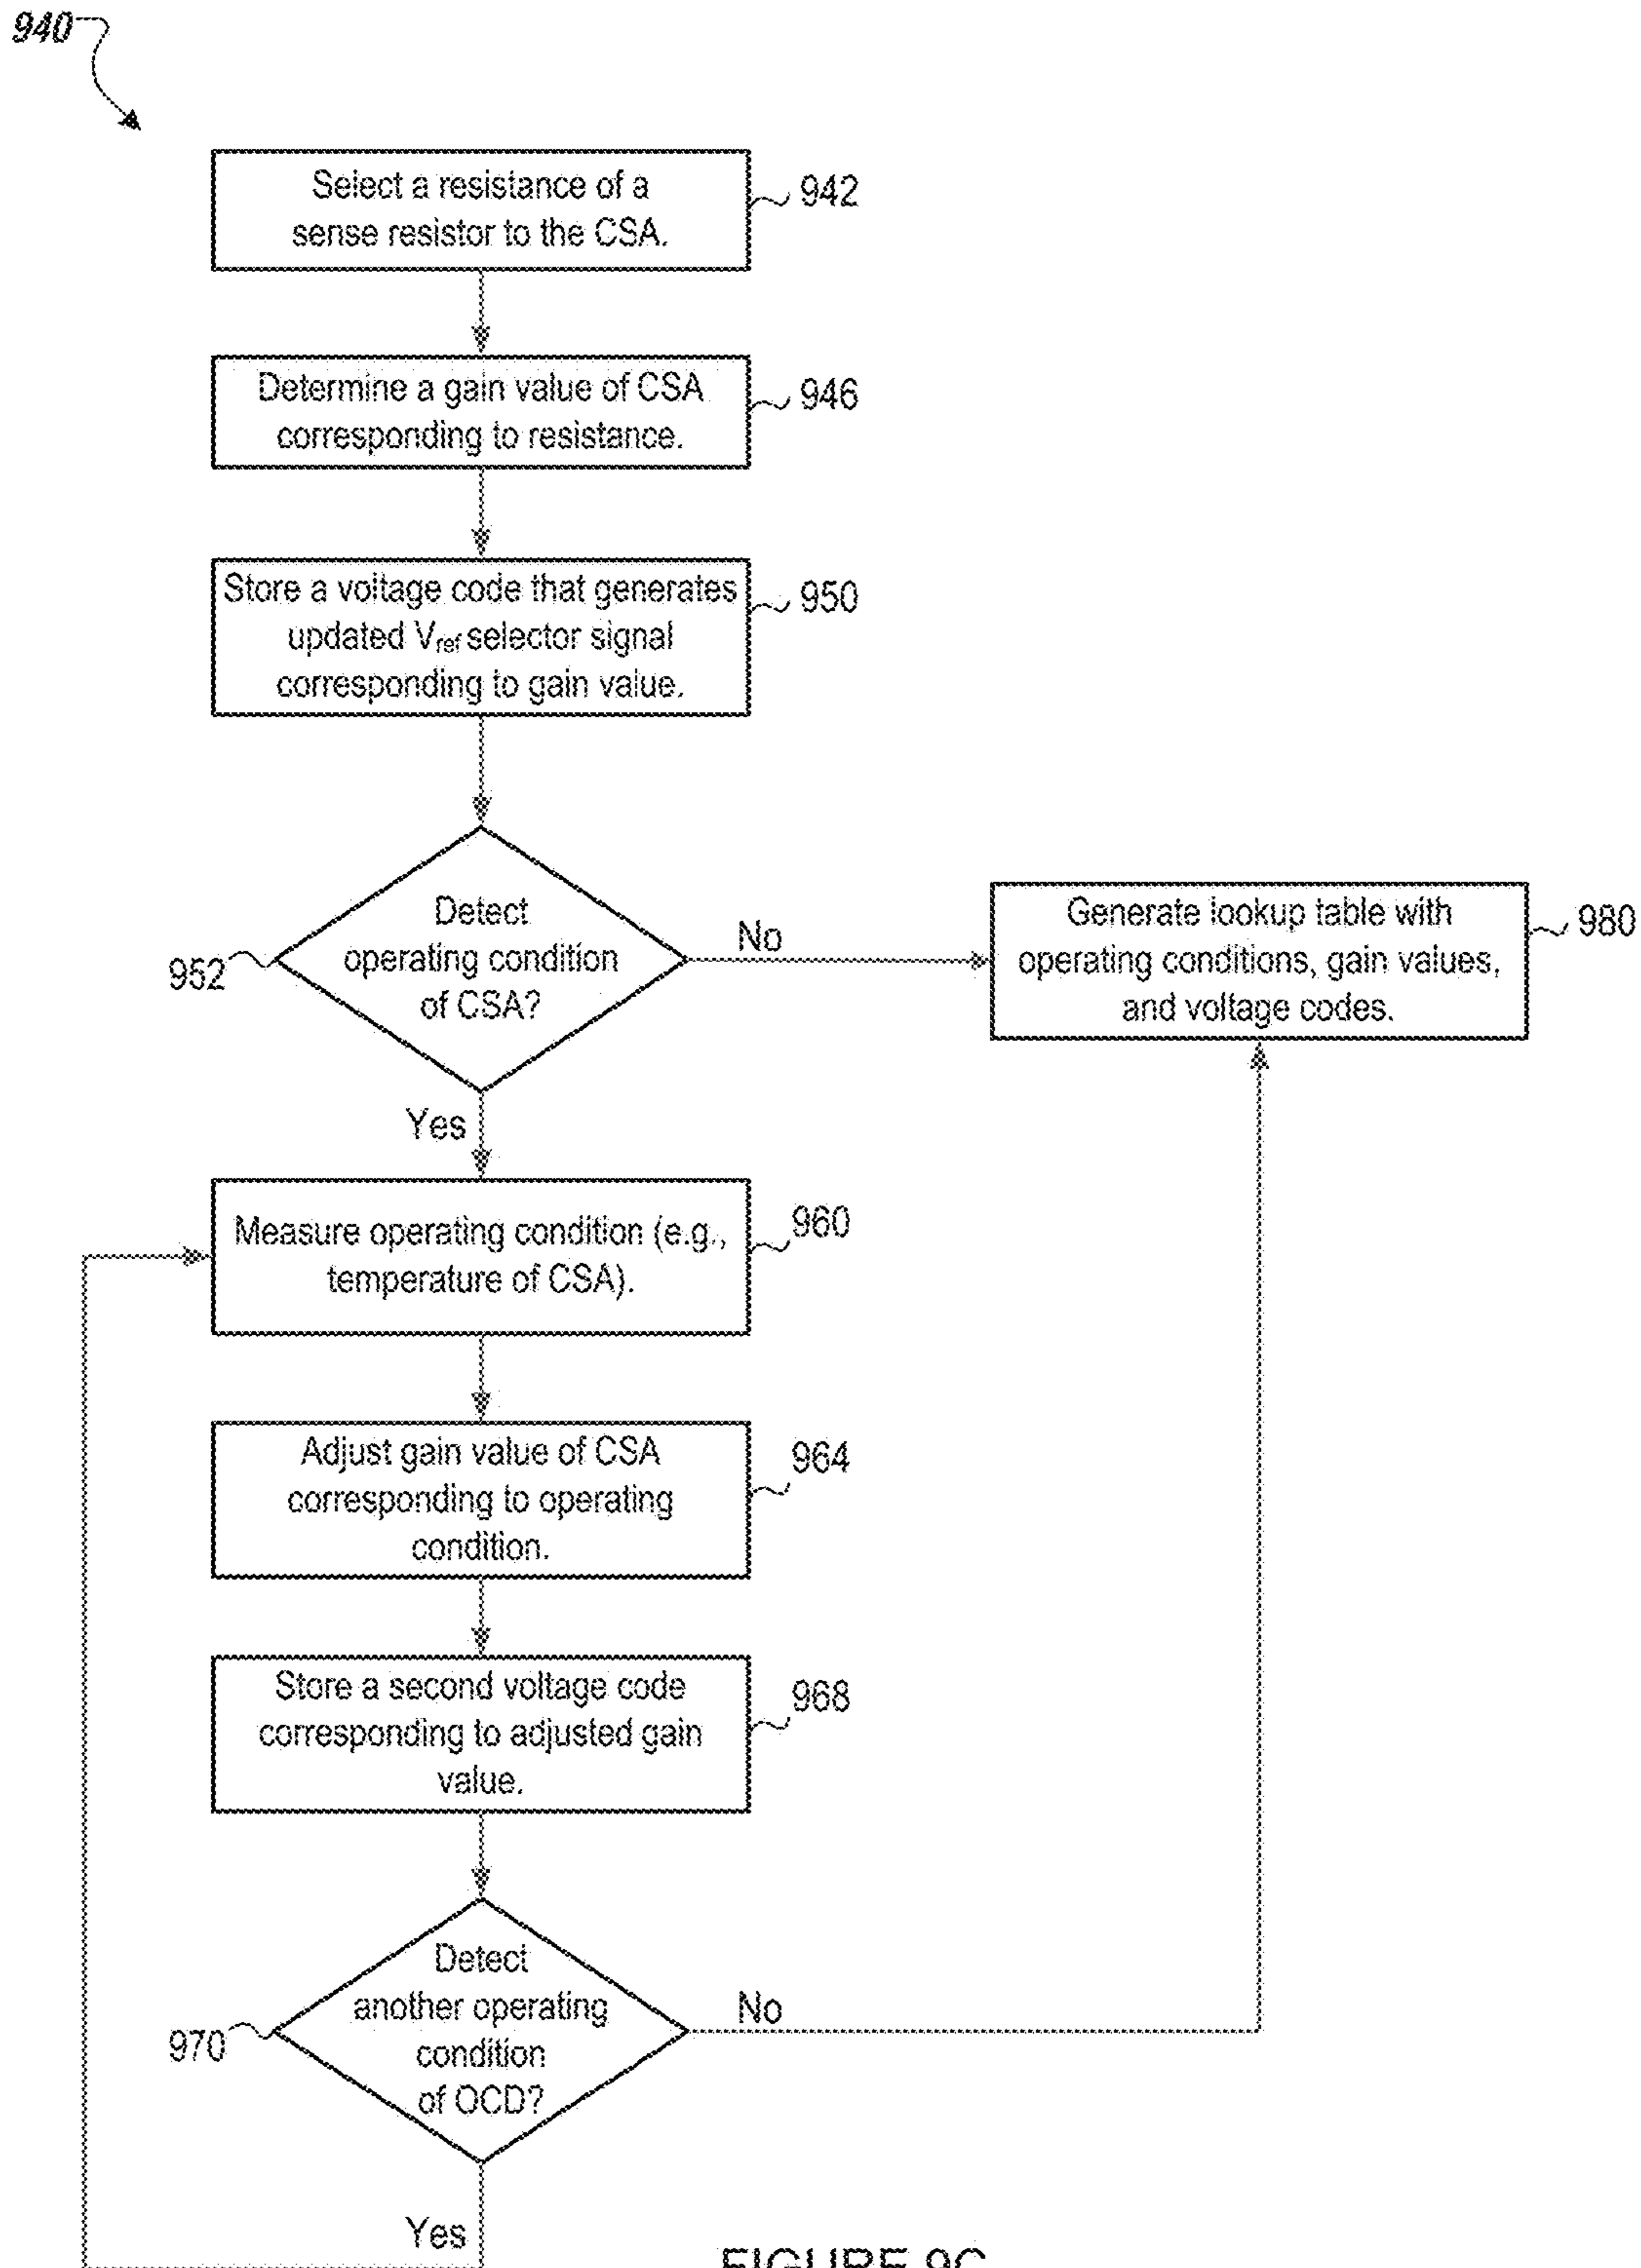 940
Select a resistance of a
sense resistor to the CSA.
942
Determine a gain value of CSA
corresponding to resistance.
946
Store a voltage code that generates
updated Vref selector signal
corresponding to gain value.
950
Detect
operating condition
of CSA?
952
No
Generate lookup table with
operating conditions, gain values,
and voltage codes.
980
Yes
Measure operating condition (e.g.,
temperature of CSA).
960
Adjust gain value of CSA
corresponding to operating
condition.
964
Store a second voltage code
corresponding to adjusted gain
value.
968
Detect
another operating
condition
of OCD?
970
No
Yes
FIGURE 9C